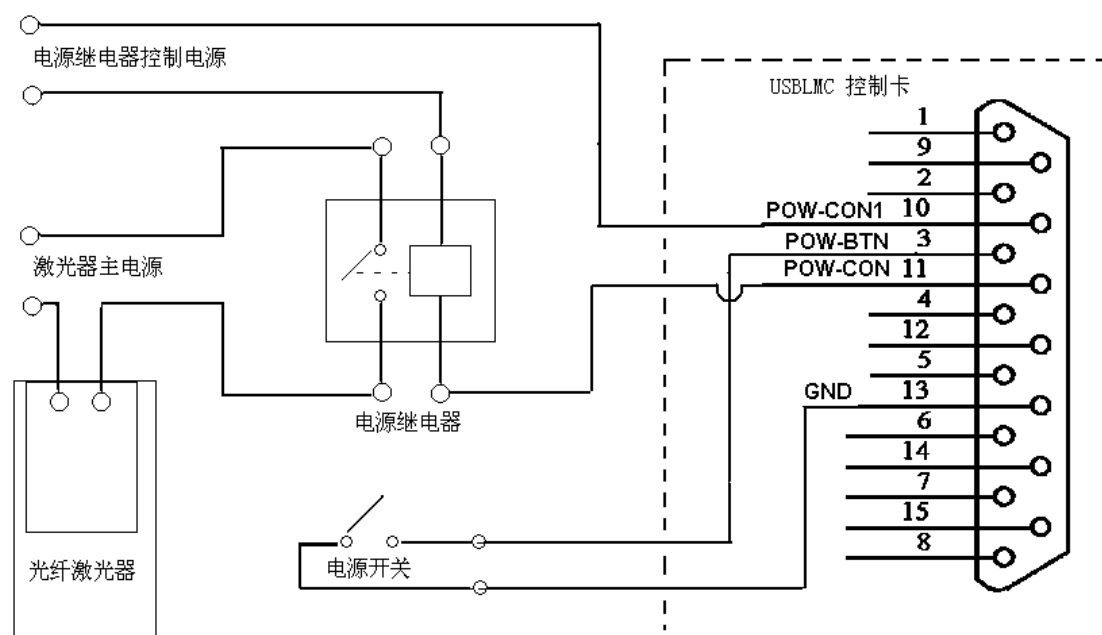 电源继电器控制电源
USBLMC 控制卡
1
9
2
POW-CON1 10
POW-BTN 3
POW-CON 11
激光器主电源
4
12
5
GND 13
电源继电器
6
14
7
15
8
电源开关
光纤激光器